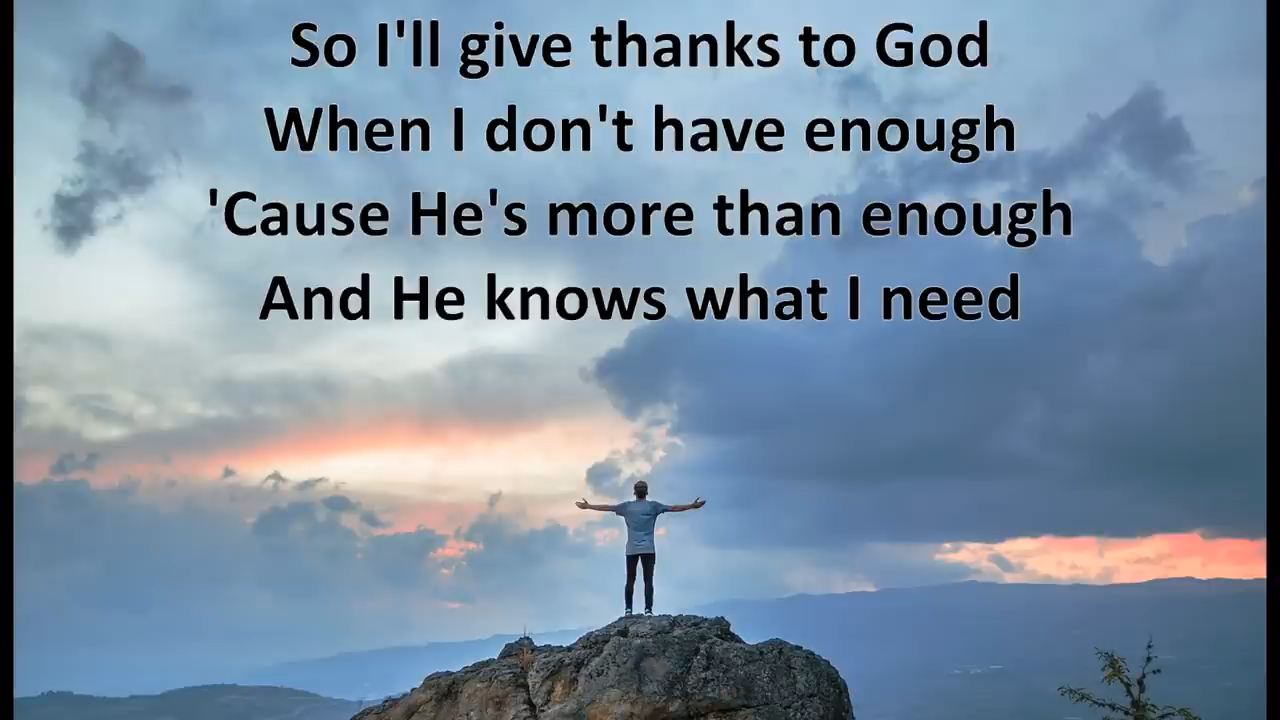 So I'll give thanks to God
When I don't have enough
'Cause He's more than enough
And He knows what I need